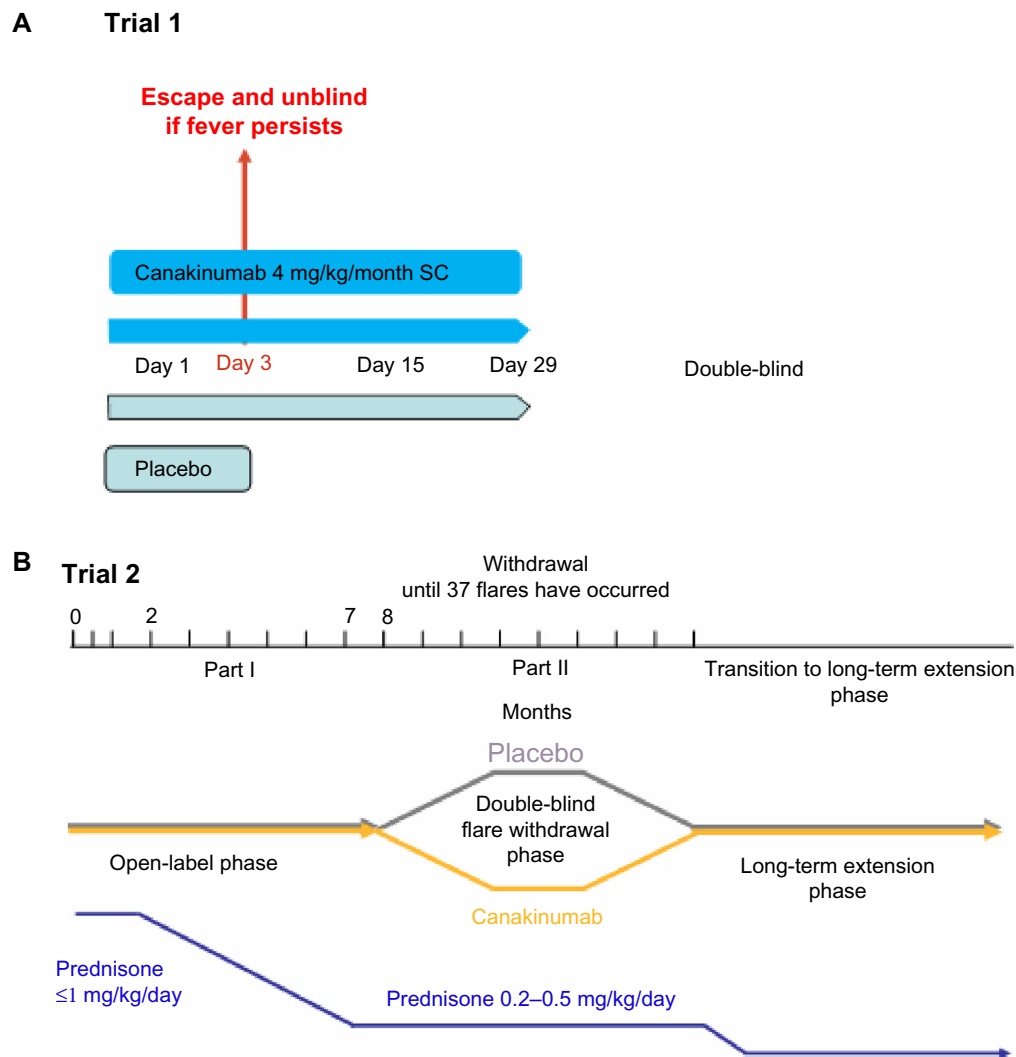 A Trial 1
Escape and unblind
if fever persists
Canakinumab 4 mg/kg/month SC
Day 1 Day 3 Day 15 Day 29 Double-blind
Placebo
B Trial 2
Withdrawal
until 37 flares have occurred
0 2 7 8
Part I Part II Transition to long-term extension
phase
Months
Placebo
Double-blind
flare withdrawal
phase
Open-label phase
Long-term extension
phase
Canakinumab
Prednisone
≤1 mg/kg/day
Prednisone 0.2–0.5 mg/kg/day